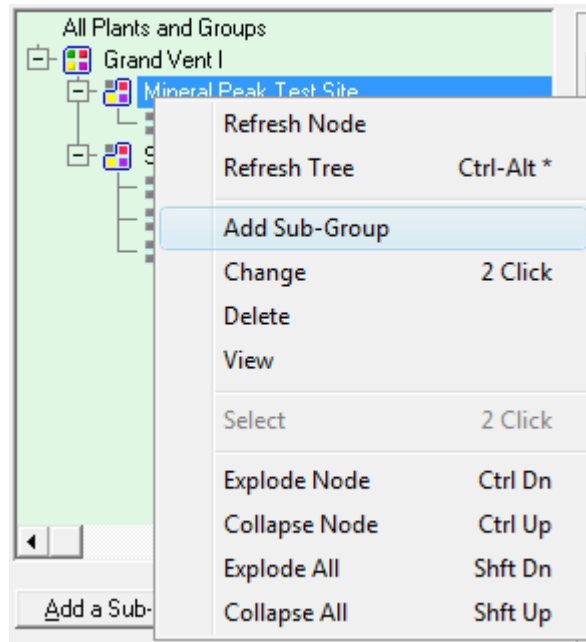 All Plants and Groups
Grand Vent I
Mineral Peak Test Site
S
Refresh Node
Refresh Tree Ctrl-Alt *
Add Sub-Group
Change 2 Click
Delete
View
Select 2 Click
Explode Node Ctrl Dn
Collapse Node Ctrl Up
Explode All Shft Dn
Add a Sub- Collapse All Shft Up